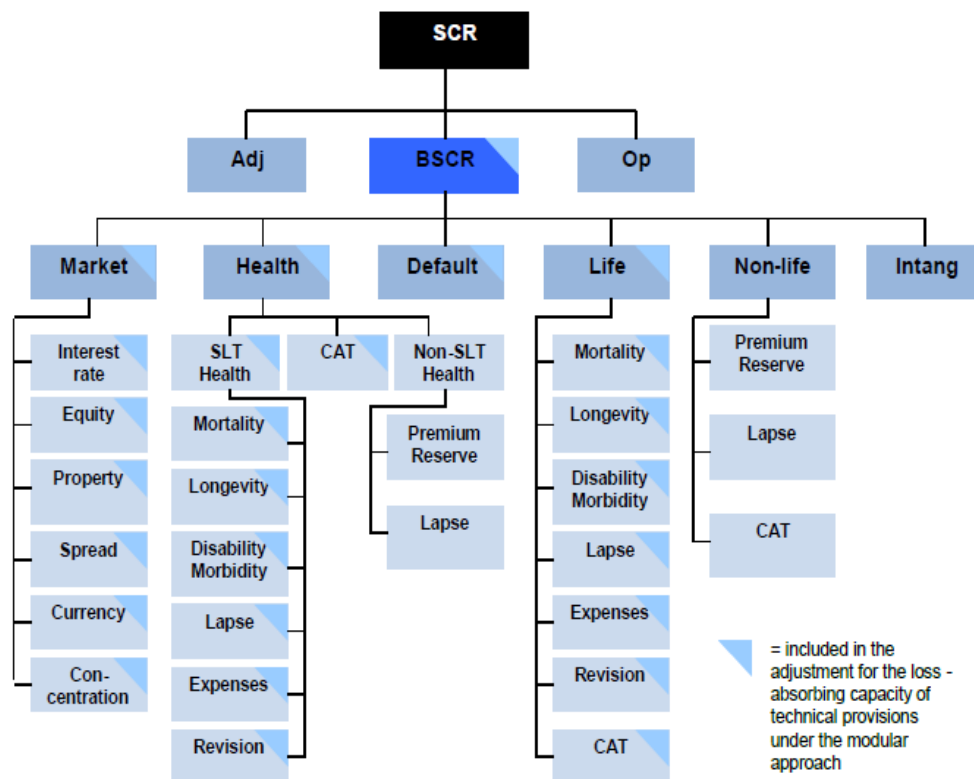 SCR
Adj
BSCR
Op
Market
Health
Default
Life
Non-life
Intang
Interest
rate
Equity
Property
Spread
Currency
Con-
centration
SLT
Health
CAT
Non-SLT
Health
Mortality
Longevity
Disability
Morbidity
Lapse
Expenses
Revision
Premium
Reserve
Lapse
Mortality
Longevity
Disability
Morbidity
Lapse
Expenses
Revision
CAT
Premium
Reserve
Lapse
CAT
= included in the
adjustment for the loss -
absorbing capacity of
technical provisions
under the modular
approach